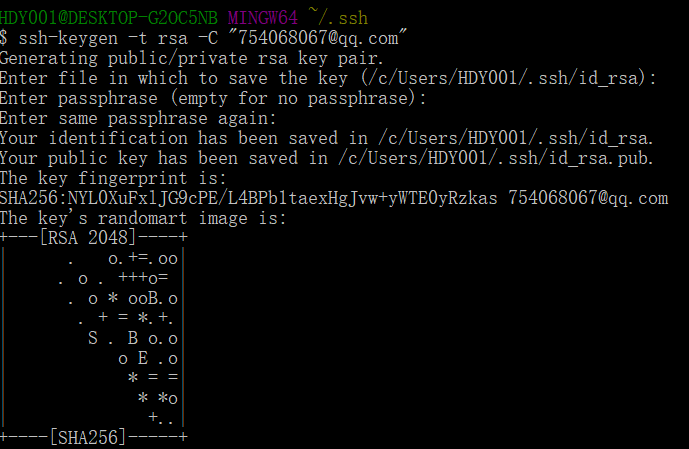 HDY001@DESKTOP-G2OC5NB MINGW64 ~/.ssh
$ ssh-keygen -t rsa -C "754068067@qq.com"
Generating public/private rsa key pair.
Enter file in which to save the key (/c/Users/HDY001/.ssh/id_rsa):
Enter passphrase (empty for no passphrase):
Enter same passphrase again:
Your identification has been saved in /c/Users/HDY001/.ssh/id_rsa.
Your public key has been saved in /c/Users/HDY001/.ssh/id_rsa.pub.
The key fingerprint is:
SHA256:NYL0XuFxlJG9cPE/L4BPb1taexHgJvw+yWTE0yRzkas 754068067@qq.com
The key's randomart image is:
+---[RSA 2048]----+
|      .   o.+=.oo|
|     . o . +++o= |
|      . o * ooB.o|
|       . + = *.+.|
|        S . B o.o|
|           o E .o|
|            * = =|
|             * *o|
|              +..|
+----[SHA256]-----+